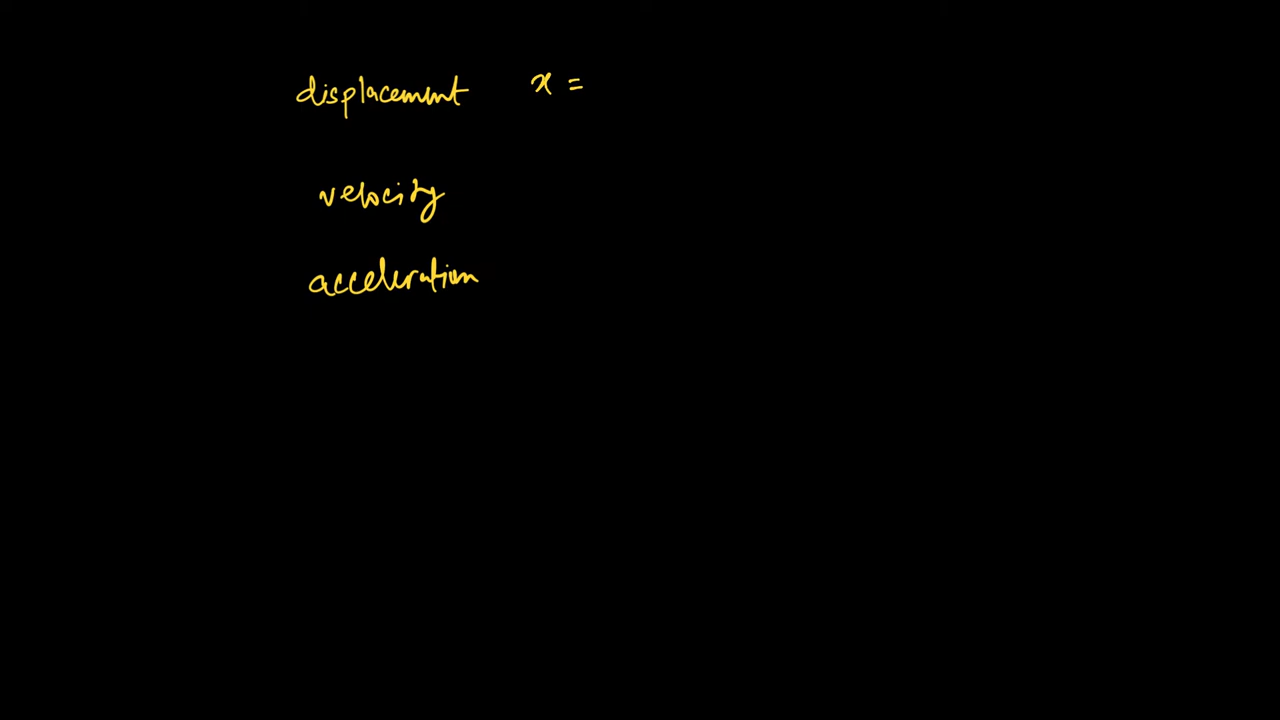 displacement x =
velocity
acceleration